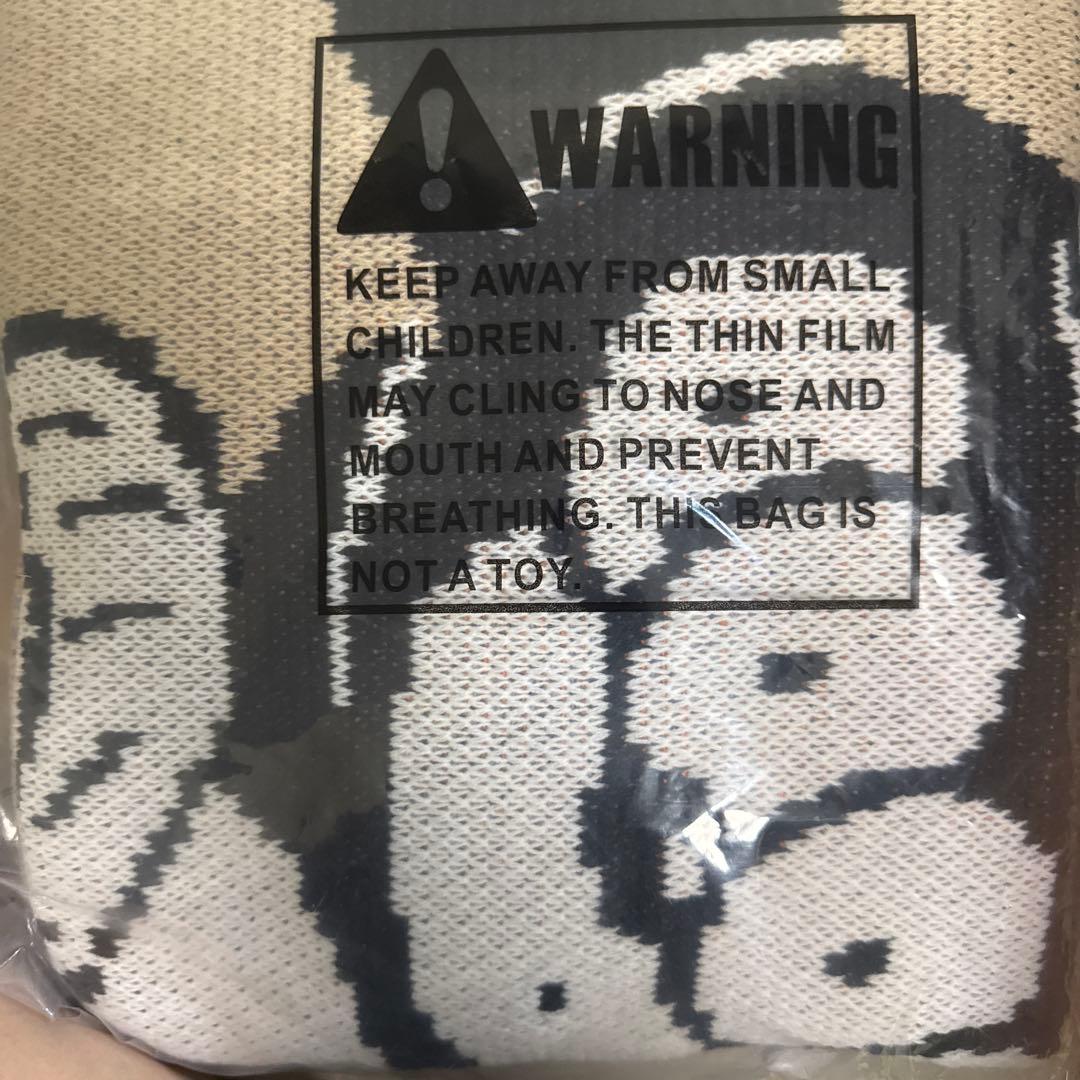 WARNING
KEEP AWAY FROM SMALL
CHILDREN. THE THIN FILM
MAY CLING TO NOSE AND
MOUTH AND PREVENT
BREATHING. THIS BAG IS
NOT A TOY.